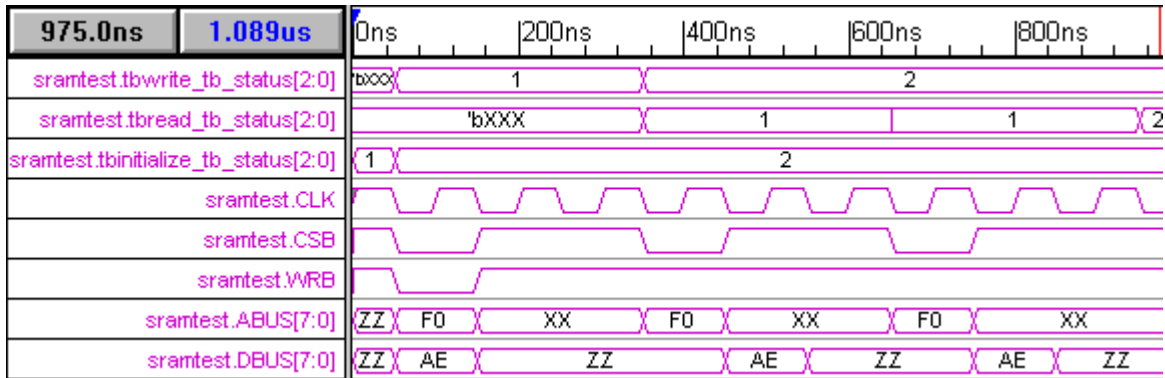 975.0ns 1.089us 0ns 200ns 400ns 600ns 800ns
sramtest.tbwrite_tb_status[2:0] 'bXXX 1 2
sramtest.tbread_tb_status[2:0] 'bXXX 1 1 2
sramtest.tbinitialize_tb_status[2:0] 1 2
sramtest.CLK
sramtest.CSB
sramtest.WRB
sramtest.ABUS[7:0] ZZ F0 XX F0 XX F0 XX
sramtest.DBUS[7:0] ZZ AE ZZ AE ZZ AE ZZ